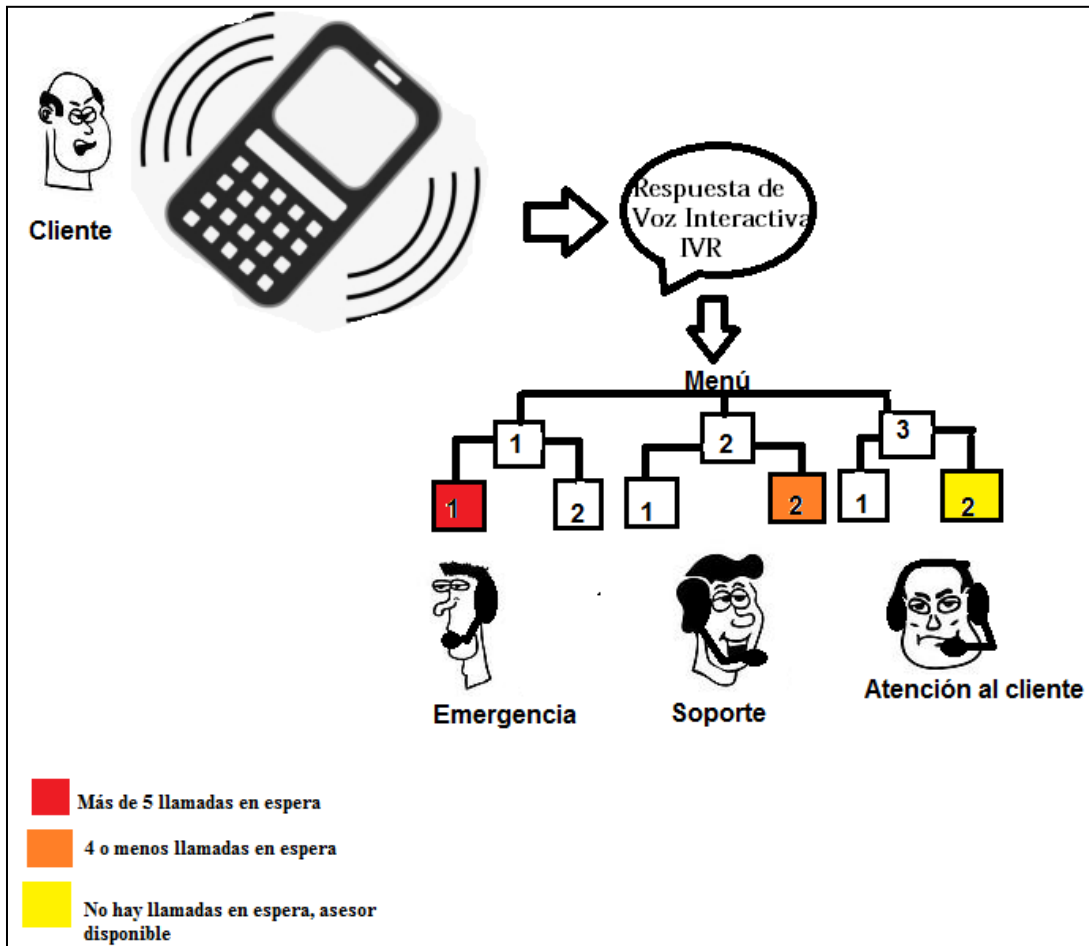 Cliente
Respuesta de
Voz Interactiva
IVR
Menú
1
2
3
1
2
1
2
1
2
Emergencia
Soporte
Atención al cliente
Más de 5 llamadas en espera
4 o menos llamadas en espera
No hay llamadas en espera, asesor
disponible